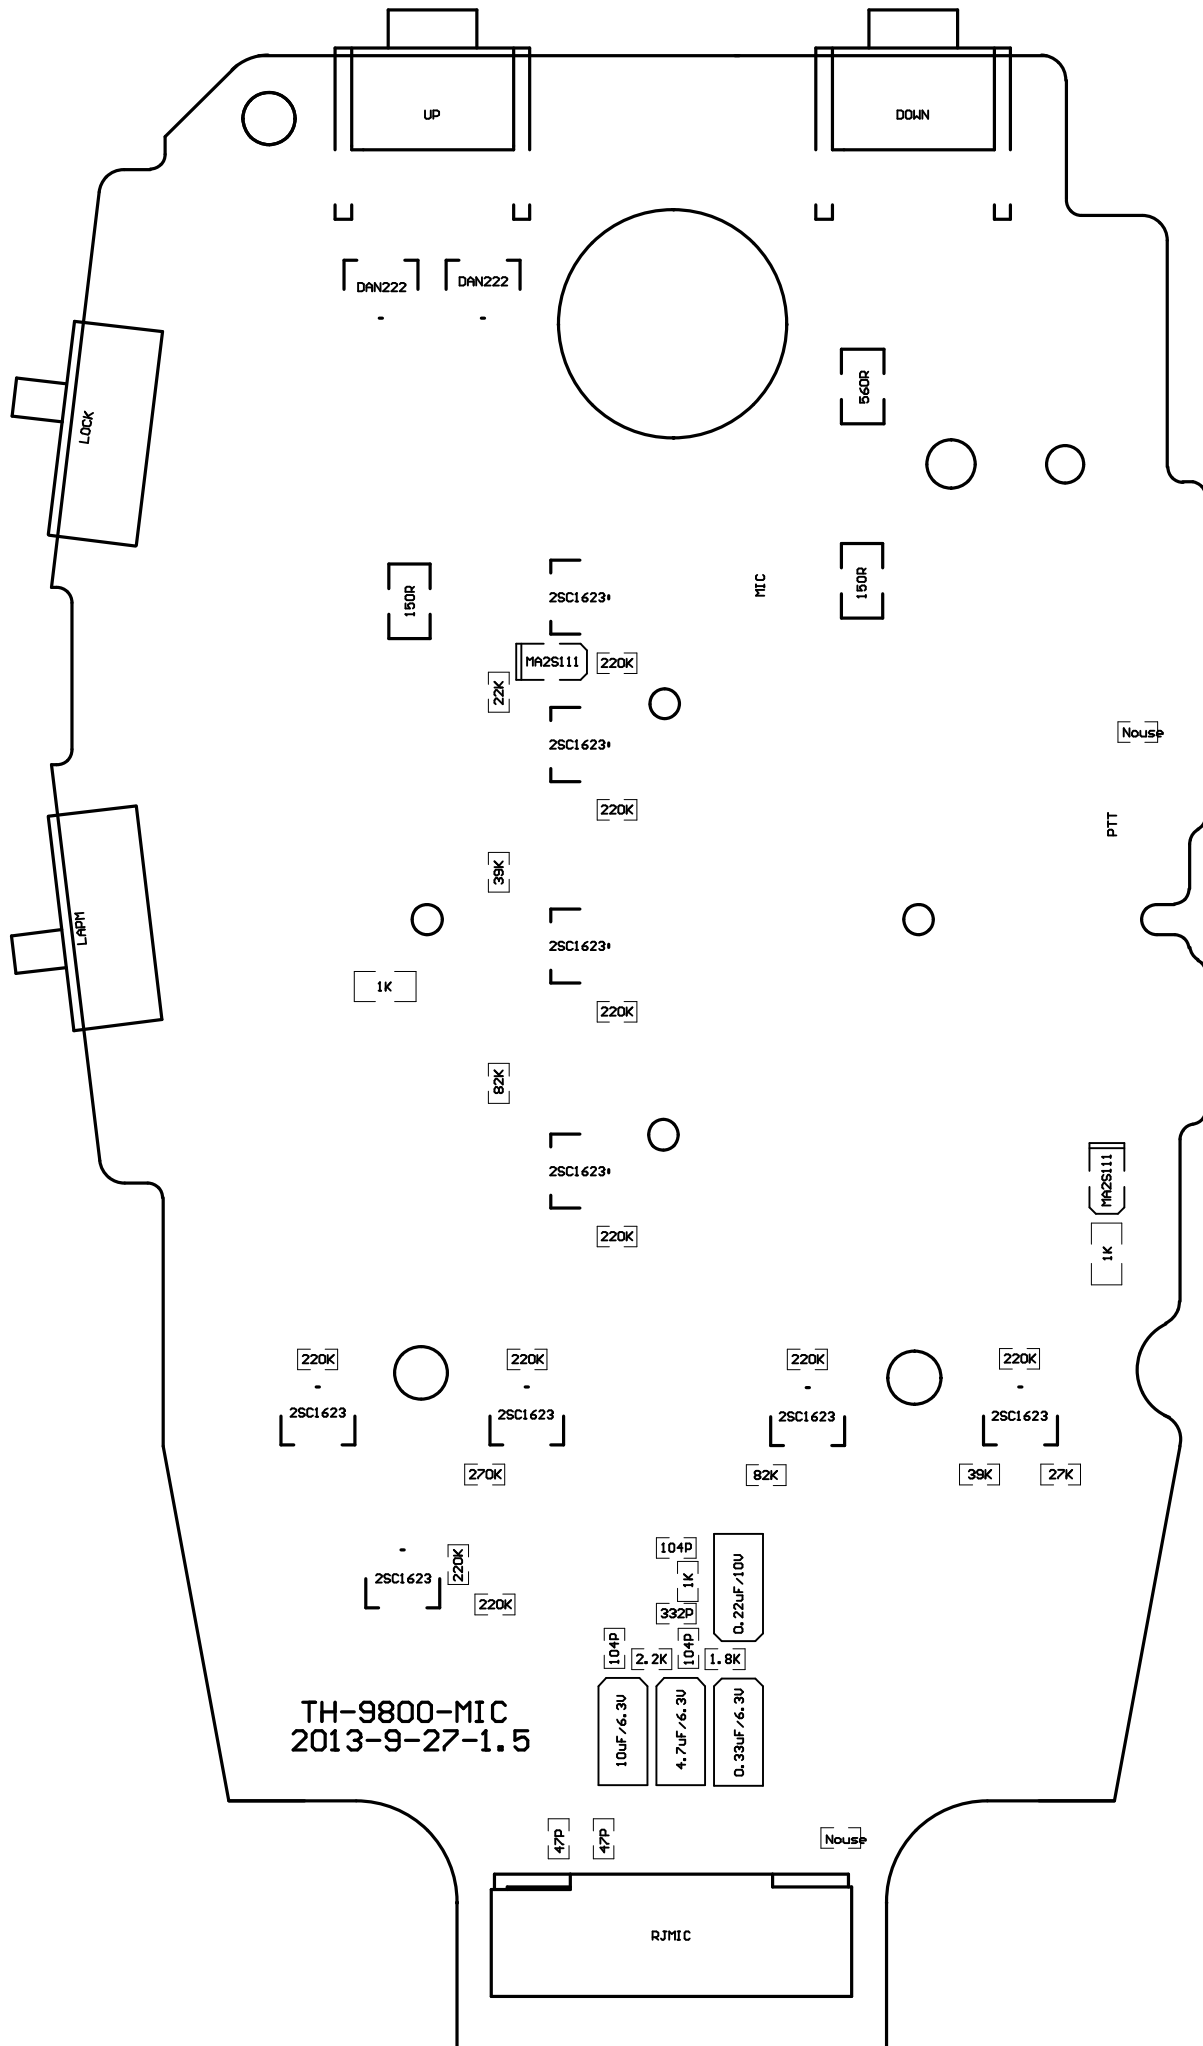 UP
DOWN
DAN222
DAN222
560R
LOCK
150R
2SC1623
MIC
150R
MA2S111
220K
22K
2SC1623
Nouse
220K
PTT
39K
LAPM
2SC1623
1K
220K
82K
2SC1623
MA2S111
220K
1K
220K
220K
220K
220K
2SC1623
2SC1623
2SC1623
2SC1623
270K
82K
39K
27K
104P
220K
2SC1623
1K
0.22uF/10V
220K
332P
104P
2.2K
104P
1.8K
TH-9800-MIC
2013-9-27-1.5
10uF/6.3V
4.7uF/6.3V
0.33uF/6.3V
47P
47P
Nouse
RJMIC